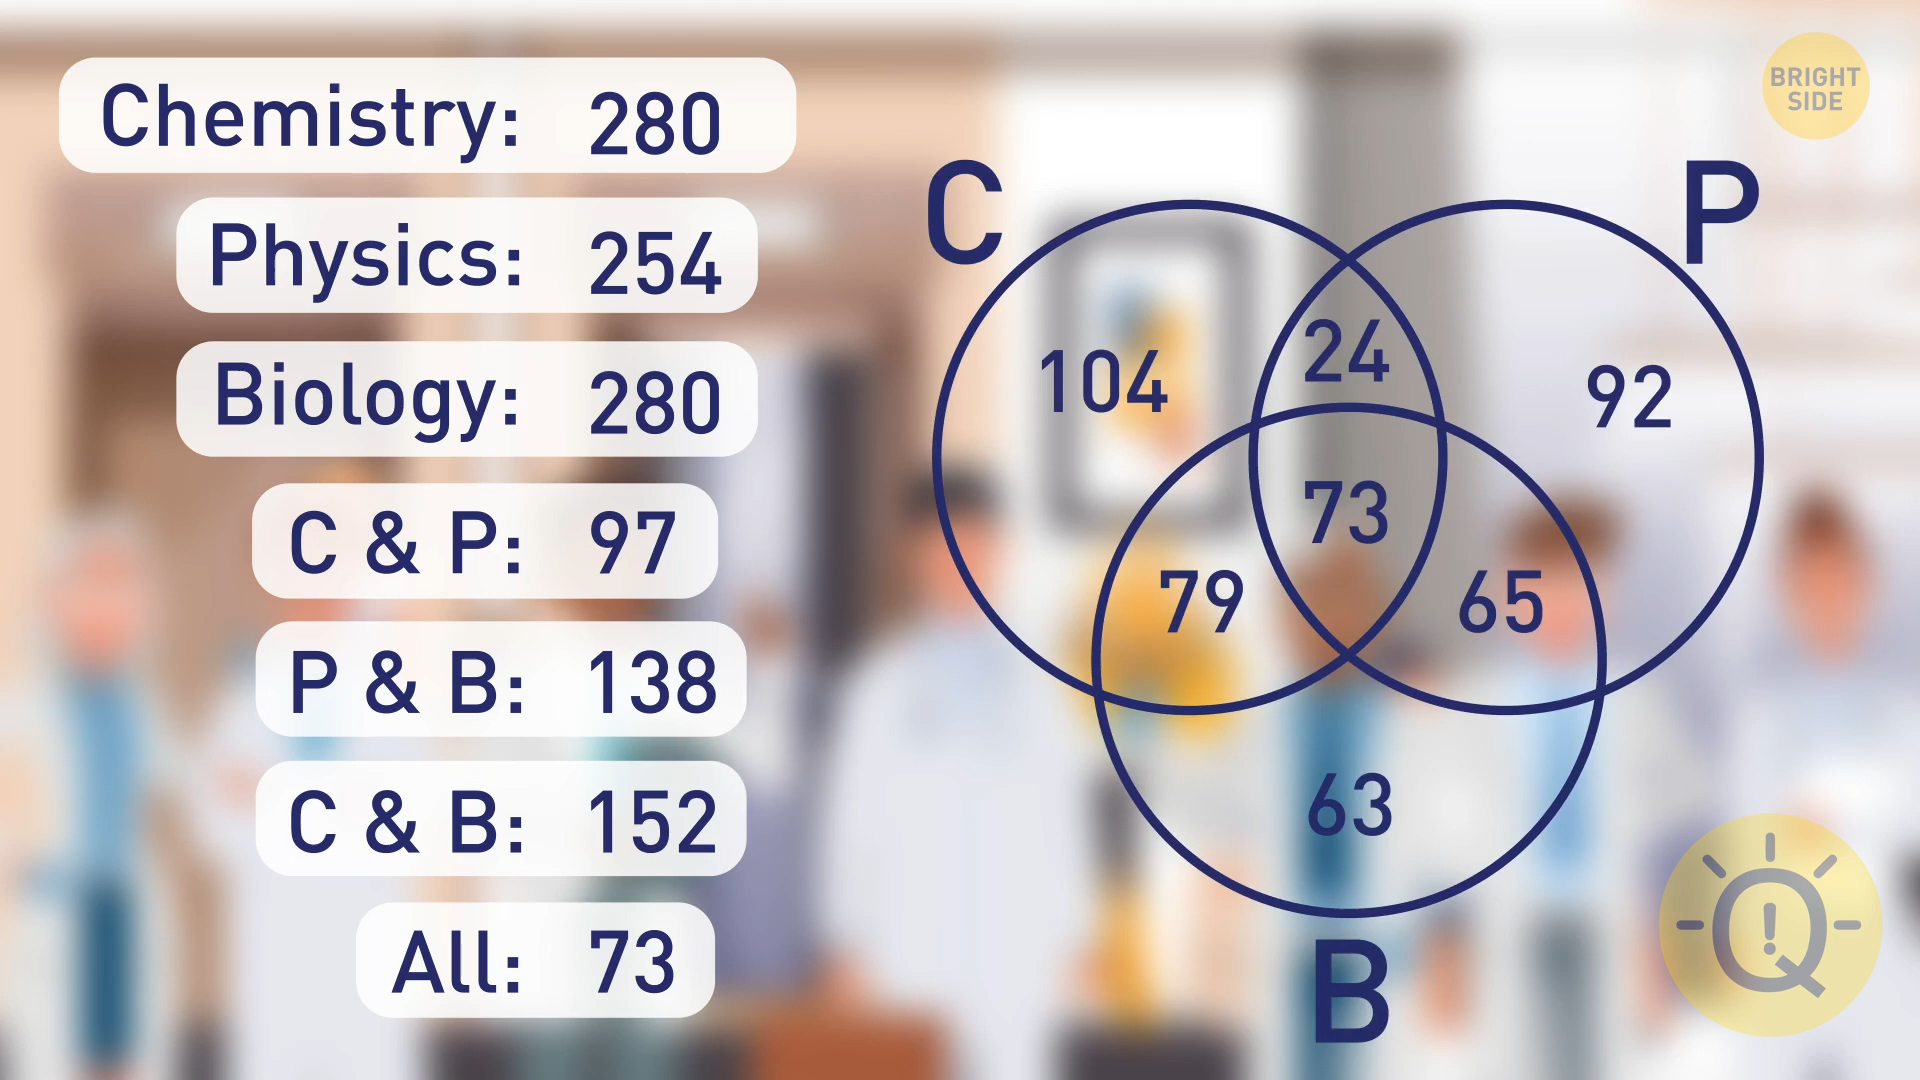 Chemistry: 280
Physics: 254
Biology: 280
C & P: 97
P & B: 138
C & B: 152
All: 73
BRIGHT
SIDE
C
P
24
104
92
73
79
65
63
B
Q!